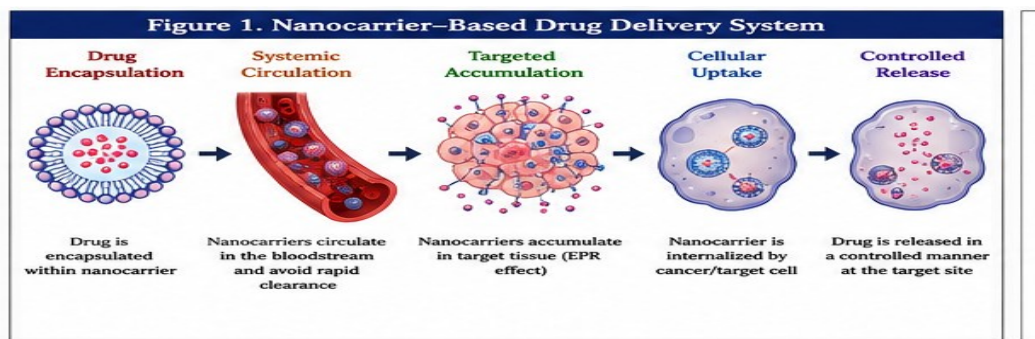 Figure 1. Nanocarrier–Based Drug Delivery System
Drug
Encapsulation
Systemic
Circulation
Targeted
Accumulation
Cellular
Uptake
Controlled
Release
Drug is
encapsulated
within nanocarrier
Nanocarriers circulate
in the bloodstream
and avoid rapid
clearance
Nanocarriers accumulate
in target tissue (EPR
effect)
Nanocarrier is
internalized by
cancer/target cell
Drug is released in
a controlled manner
at the target site